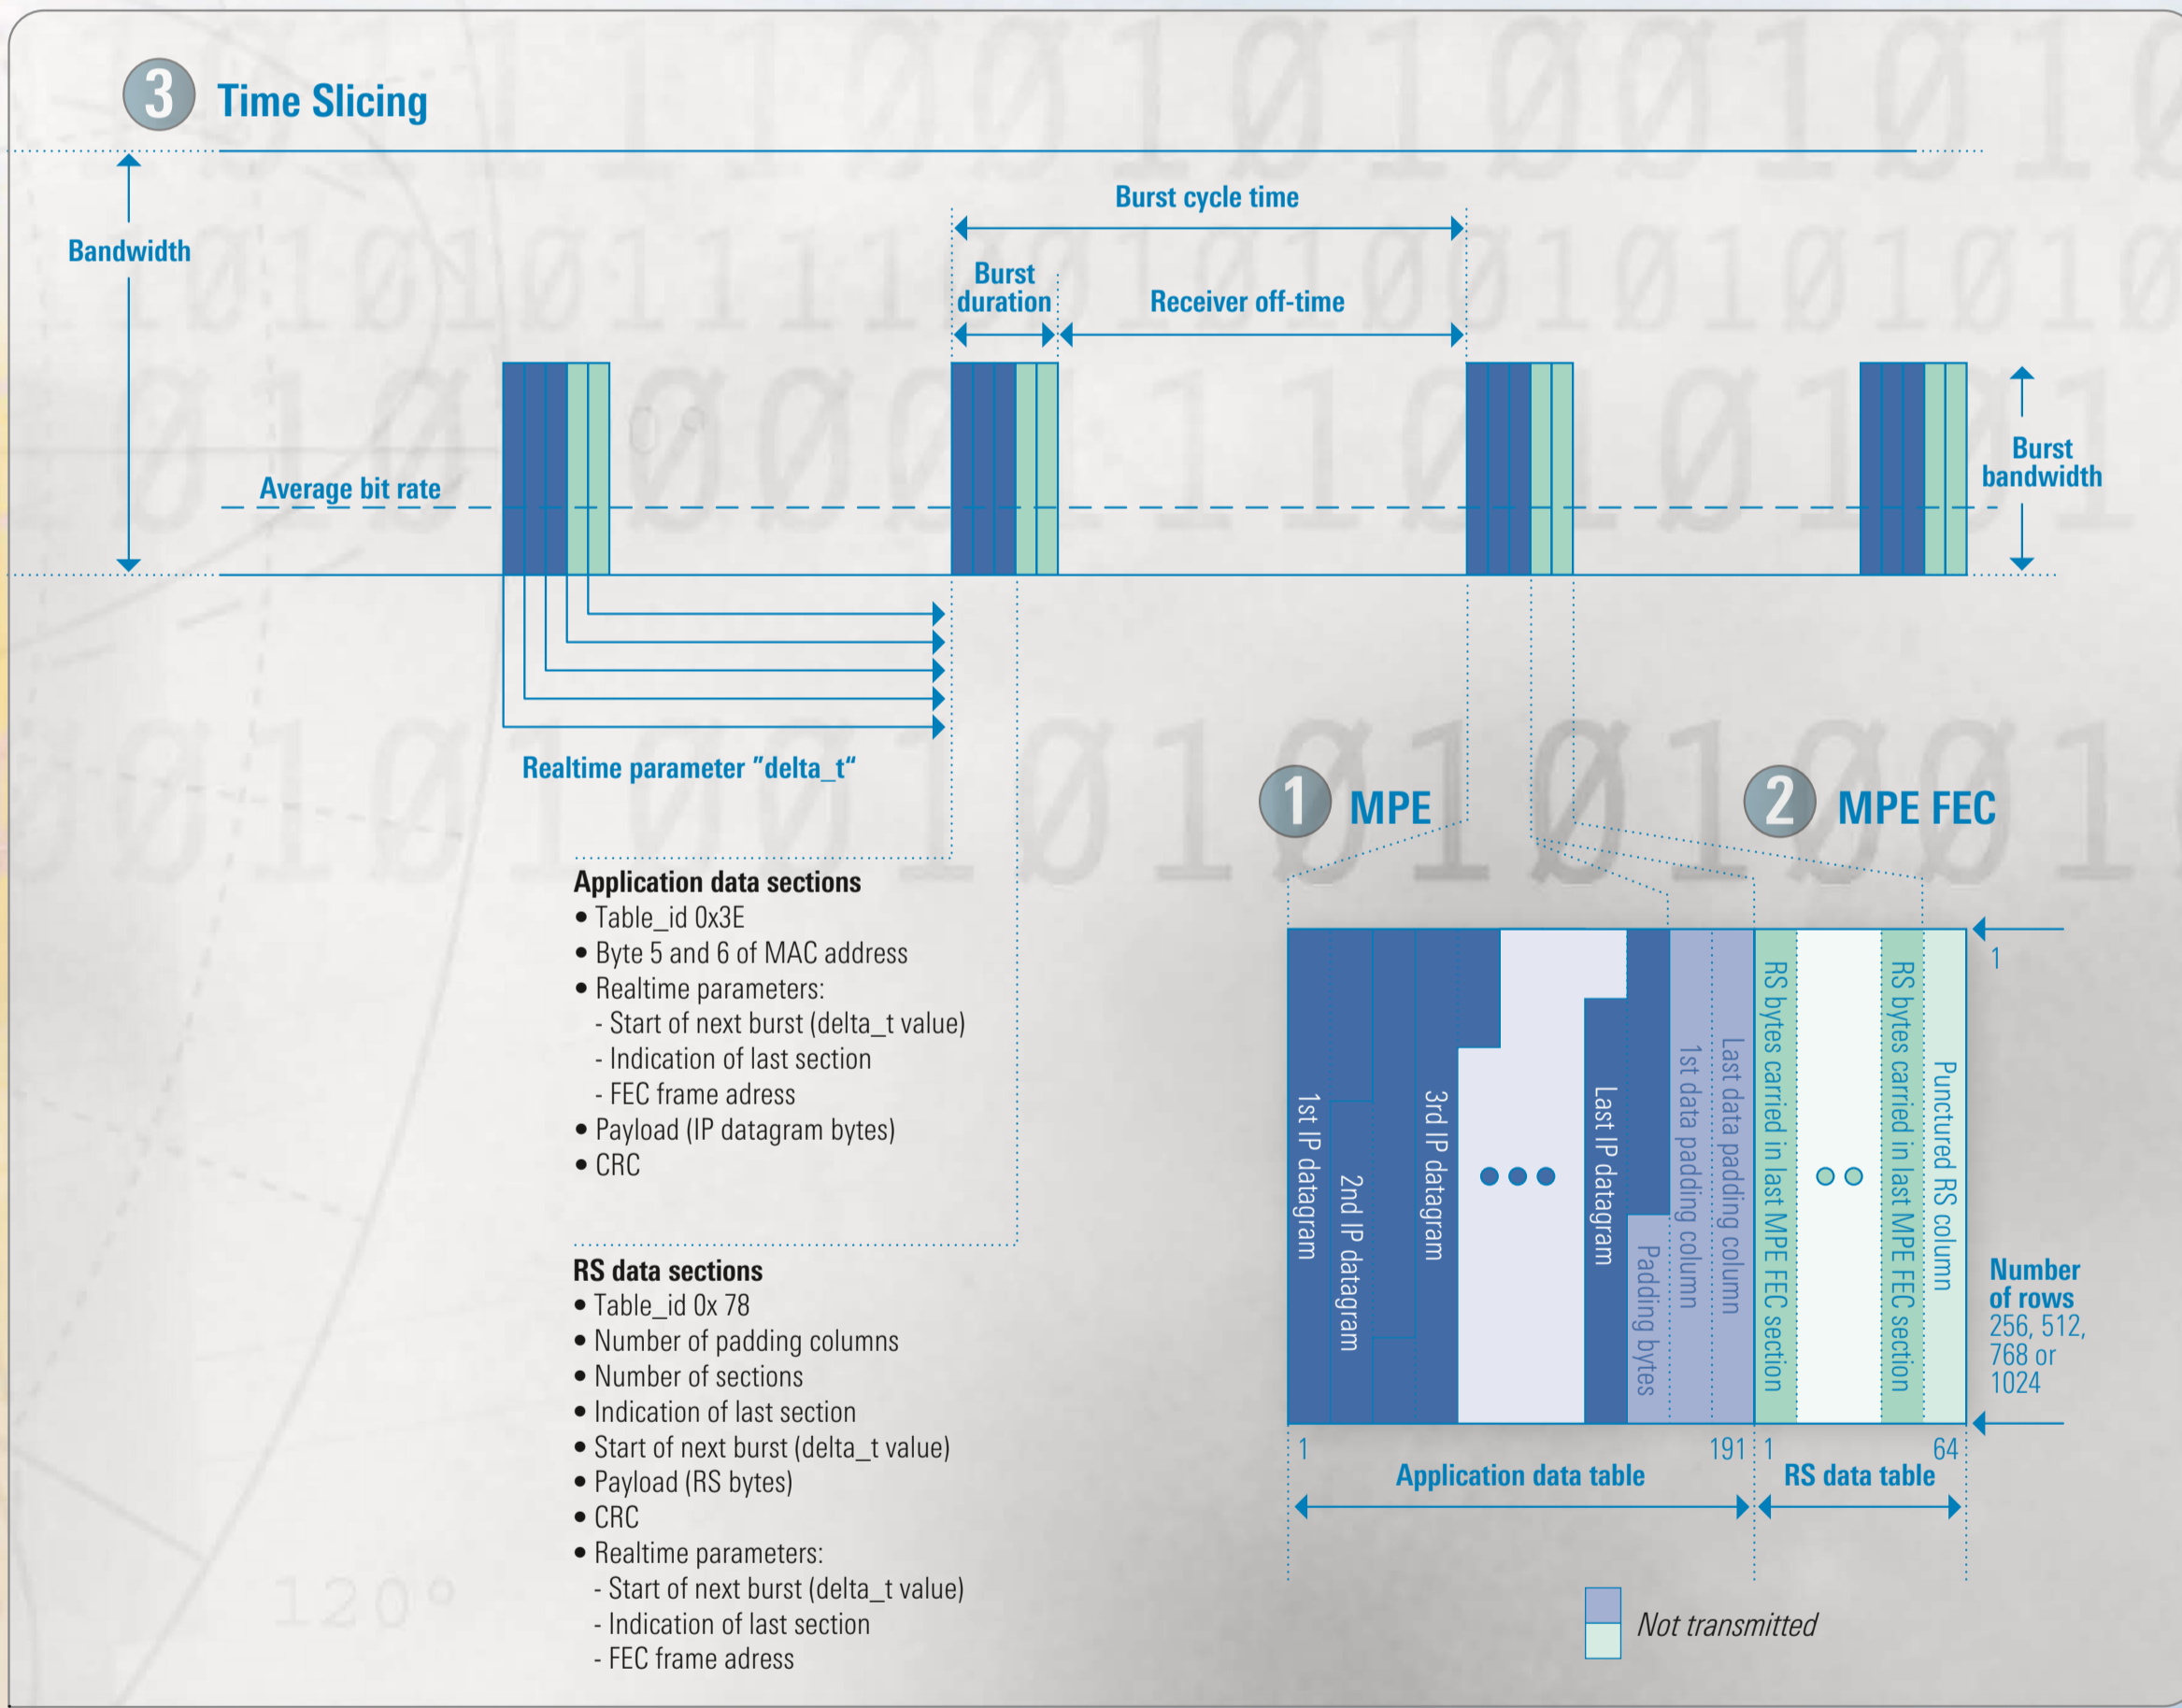 3 Time Slicing
Burst cycle time
Bandwidth
Burst
duration
Receiver off-time
Average bit rate
Burst
bandwidth
Realtime parameter ”delta_t“
1 MPE
2 MPE FEC
Application data sections
• Table_id 0x3E
• Byte 5 and 6 of MAC address
• Realtime parameters:
- Start of next burst (delta_t value)
- Indication of last section
- FEC frame adress
• Payload (IP datagram bytes)
• CRC
RS data sections
• Table_id 0x 78
• Number of padding columns
• Number of sections
• Indication of last section
• Start of next burst (delta_t value)
• Payload (RS bytes)
• CRC
• Realtime parameters:
- Start of next burst (delta_t value)
- Indication of last section
- FEC frame adress
1st IP datagram
2nd IP datagram
3rd IP datagram
Last IP datagram
Padding bytes
1st data padding column
Last data padding column
RS bytes carried in last MPE FEC section
RS bytes carried in last MPE FEC section
Punctured RS column
1
Number
of rows
256, 512,
768 or
1024
1
191
1
64
Application data table
RS data table
Not transmitted
120°